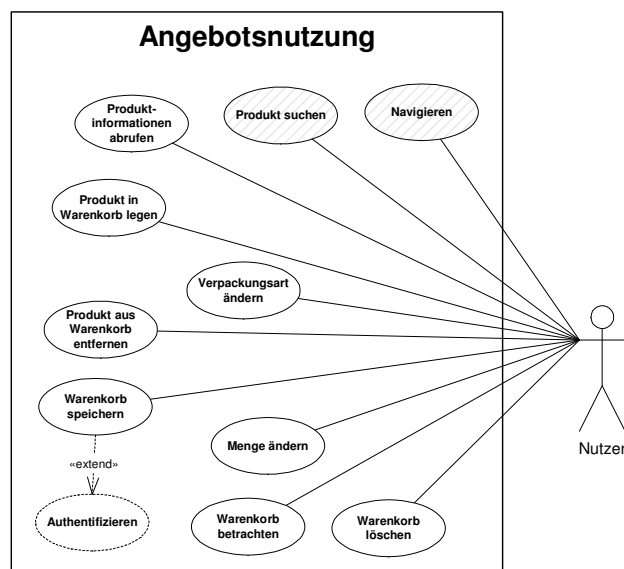 Angebotsnutzung
Produkt-
informationen
abrufen
Produkt suchen
Navigieren
Produkt in
Warenkorb legen
Verpackungsart
ändern
Produkt aus
Warenkorb
entfernen
Warenkorb
speichern
Menge ändern
Nutzer
«extend»
Authentifizieren
Warenkorb
betrachten
Warenkorb
löschen